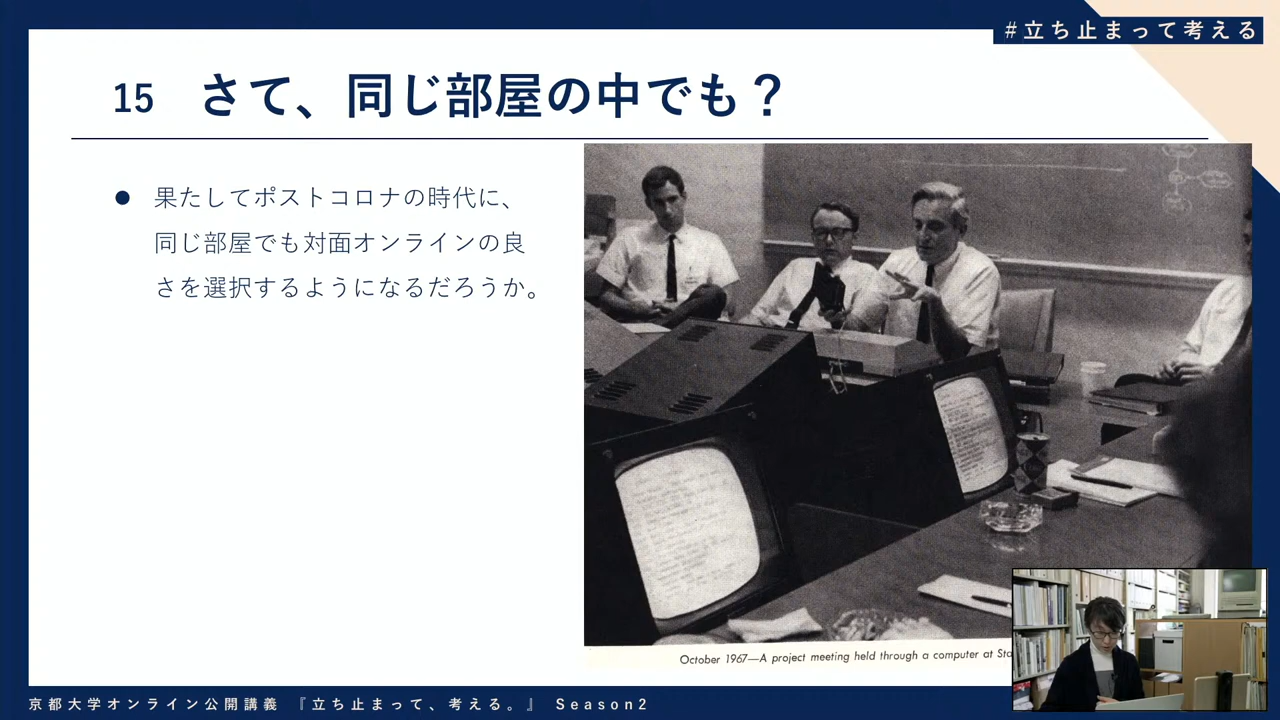 #立ち止まって考える
15 さて、同じ部屋の中でも？
● 果たしてポストコロナの時代に、
同じ部屋でも対面オンラインの良
さを選択するようになるだろうか。
October 1967—A project meeting held through a computer at
京都大学オンライン公開講義 『立ち止まって、考える。』 Season2